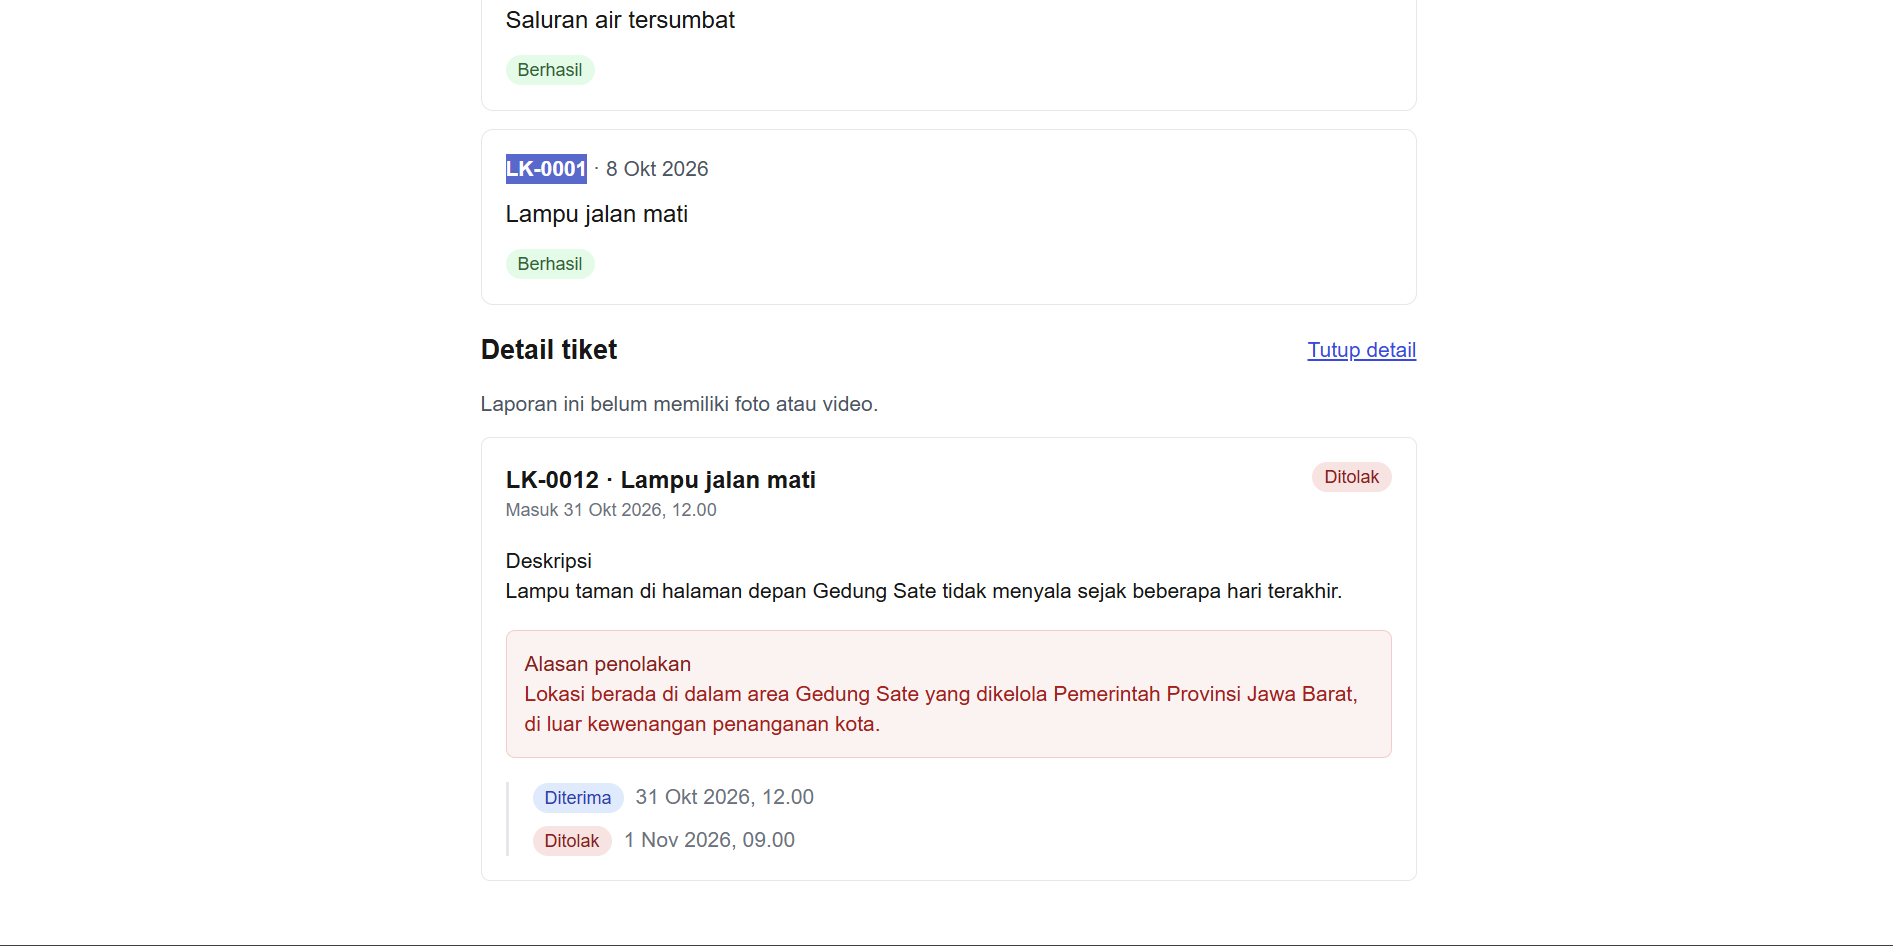 Saluran air tersumbat
Berhasil
LK-0001 · 8 Okt 2026
Lampu jalan mati
Berhasil
Detail tiket
Tutup detail
Laporan ini belum memiliki foto atau video.
LK-0012 · Lampu jalan mati
Ditolak
Masuk 31 Okt 2026, 12.00
Deskripsi
Lampu taman di halaman depan Gedung Sate tidak menyala sejak beberapa hari terakhir.
Alasan penolakan
Lokasi berada di dalam area Gedung Sate yang dikelola Pemerintah Provinsi Jawa Barat,
di luar kewenangan penanganan kota.
Diterima 31 Okt 2026, 12.00
Ditolak 1 Nov 2026, 09.00